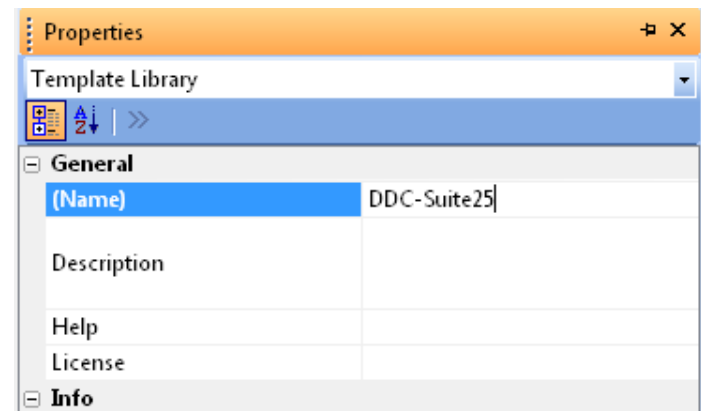 Properties
Template Library
General
(Name) DDC-Suite25
Description
Help
License
Info